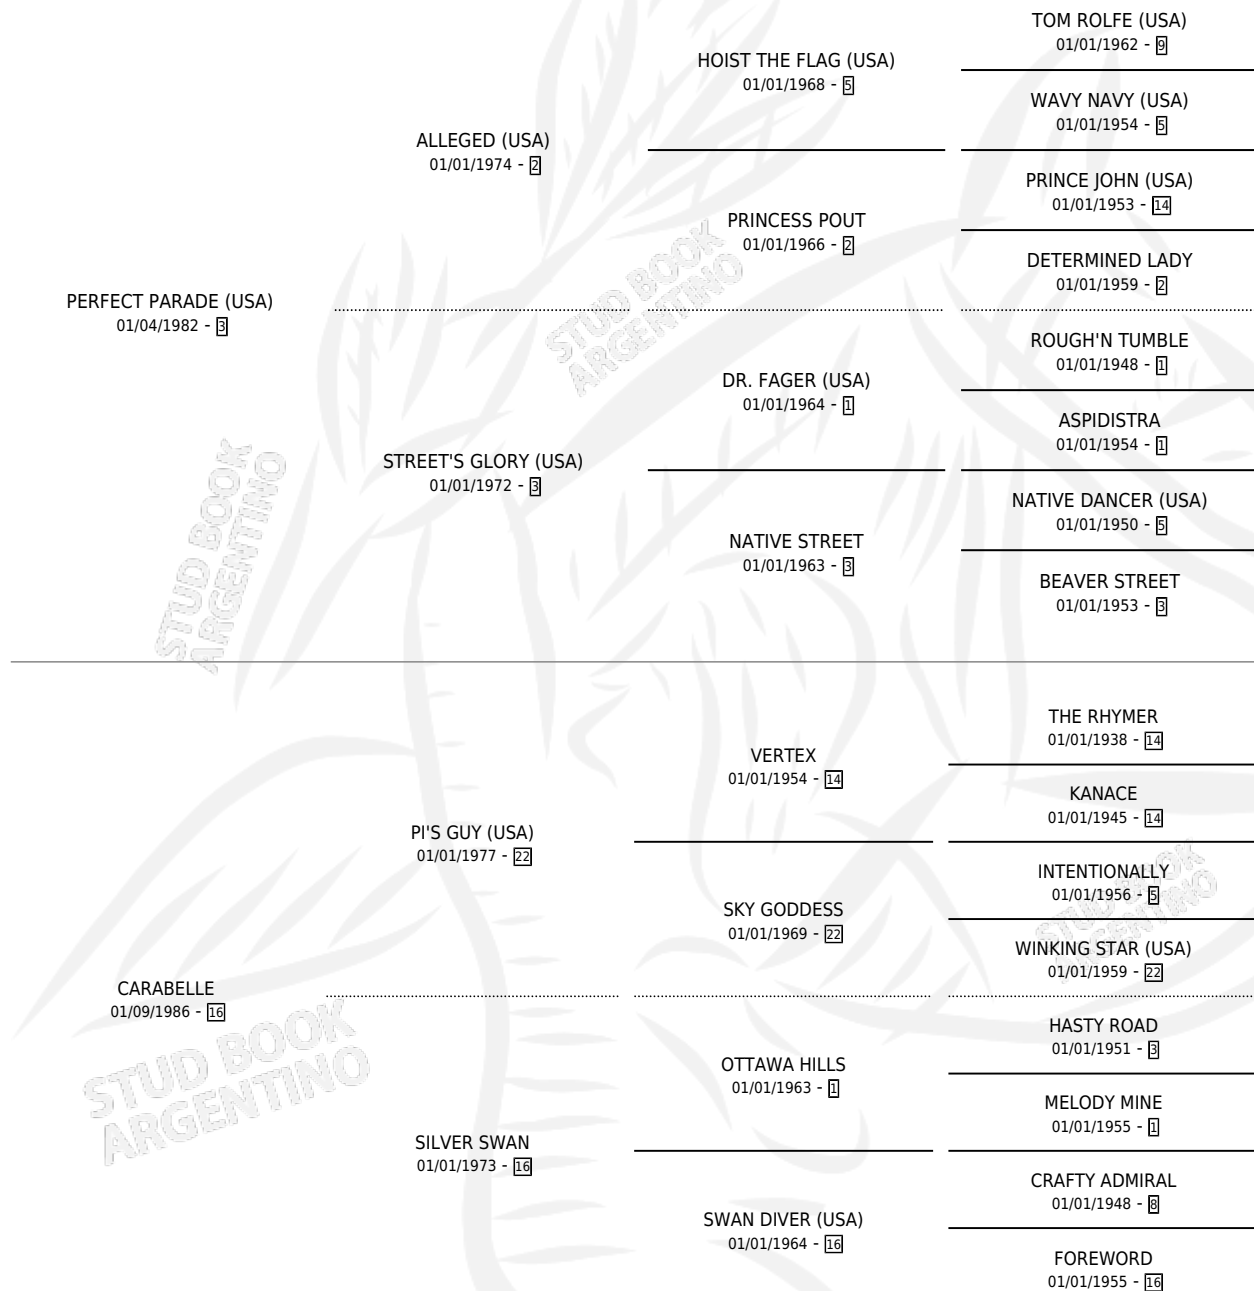 TOM ROLFE (USA)
01/01/1962 - 9
HOIST THE FLAG (USA)
01/01/1968 - 5
WAVY NAVY (USA)
01/01/1954 - 5
ALLEGED (USA)
01/01/1974 - 2
PRINCE JOHN (USA)
01/01/1953 - 14
PRINCESS POUT
01/01/1966 - 2
DETERMINED LADY
01/01/1959 - 2
PERFECT PARADE (USA)
01/04/1982 - 3
ROUGH'N TUMBLE
01/01/1948 - 1
DR. FAGER (USA)
01/01/1964 - 1
ASPIDISTRA
01/01/1954 - 1
STREET'S GLORY (USA)
01/01/1972 - 3
NATIVE DANCER (USA)
01/01/1950 - 5
NATIVE STREET
01/01/1963 - 3
BEAVER STREET
01/01/1953 - 3
THE RHYMER
01/01/1938 - 14
VERTEX
01/01/1954 - 14
KANACE
01/01/1945 - 14
PI'S GUY (USA)
01/01/1977 - 22
INTENTIONALLY
01/01/1956 - 5
SKY GODDESS
01/01/1969 - 22
WINKING STAR (USA)
01/01/1959 - 22
CARABELLE
01/09/1986 - 16
HASTY ROAD
01/01/1951 - 3
OTTAWA HILLS
01/01/1963 - 1
MELODY MINE
01/01/1955 - 1
SILVER SWAN
01/01/1973 - 16
CRAFTY ADMIRAL
01/01/1948 - 8
SWAN DIVER (USA)
01/01/1964 - 16
FOREWORD
01/01/1955 - 16
STUD BOOK
ARGENTINO
STUD BOOK
ARGENTINO
STUD BOOK
ARGENTINO
STUD BOOK
ARGENTINO